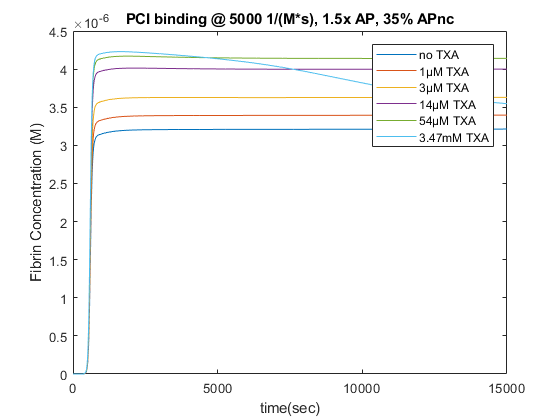 PCI binding @ 5000 1/(M*s), 1.5x AP, 35% APnc
×10⁻⁶
4.5
4
3.5
3
2.5
2
1.5
1
0.5
0
Fibrin Concentration (M)
no TXA
1µM TXA
3µM TXA
14µM TXA
54µM TXA
3.47mM TXA
0 5000 10000 15000
time(sec)